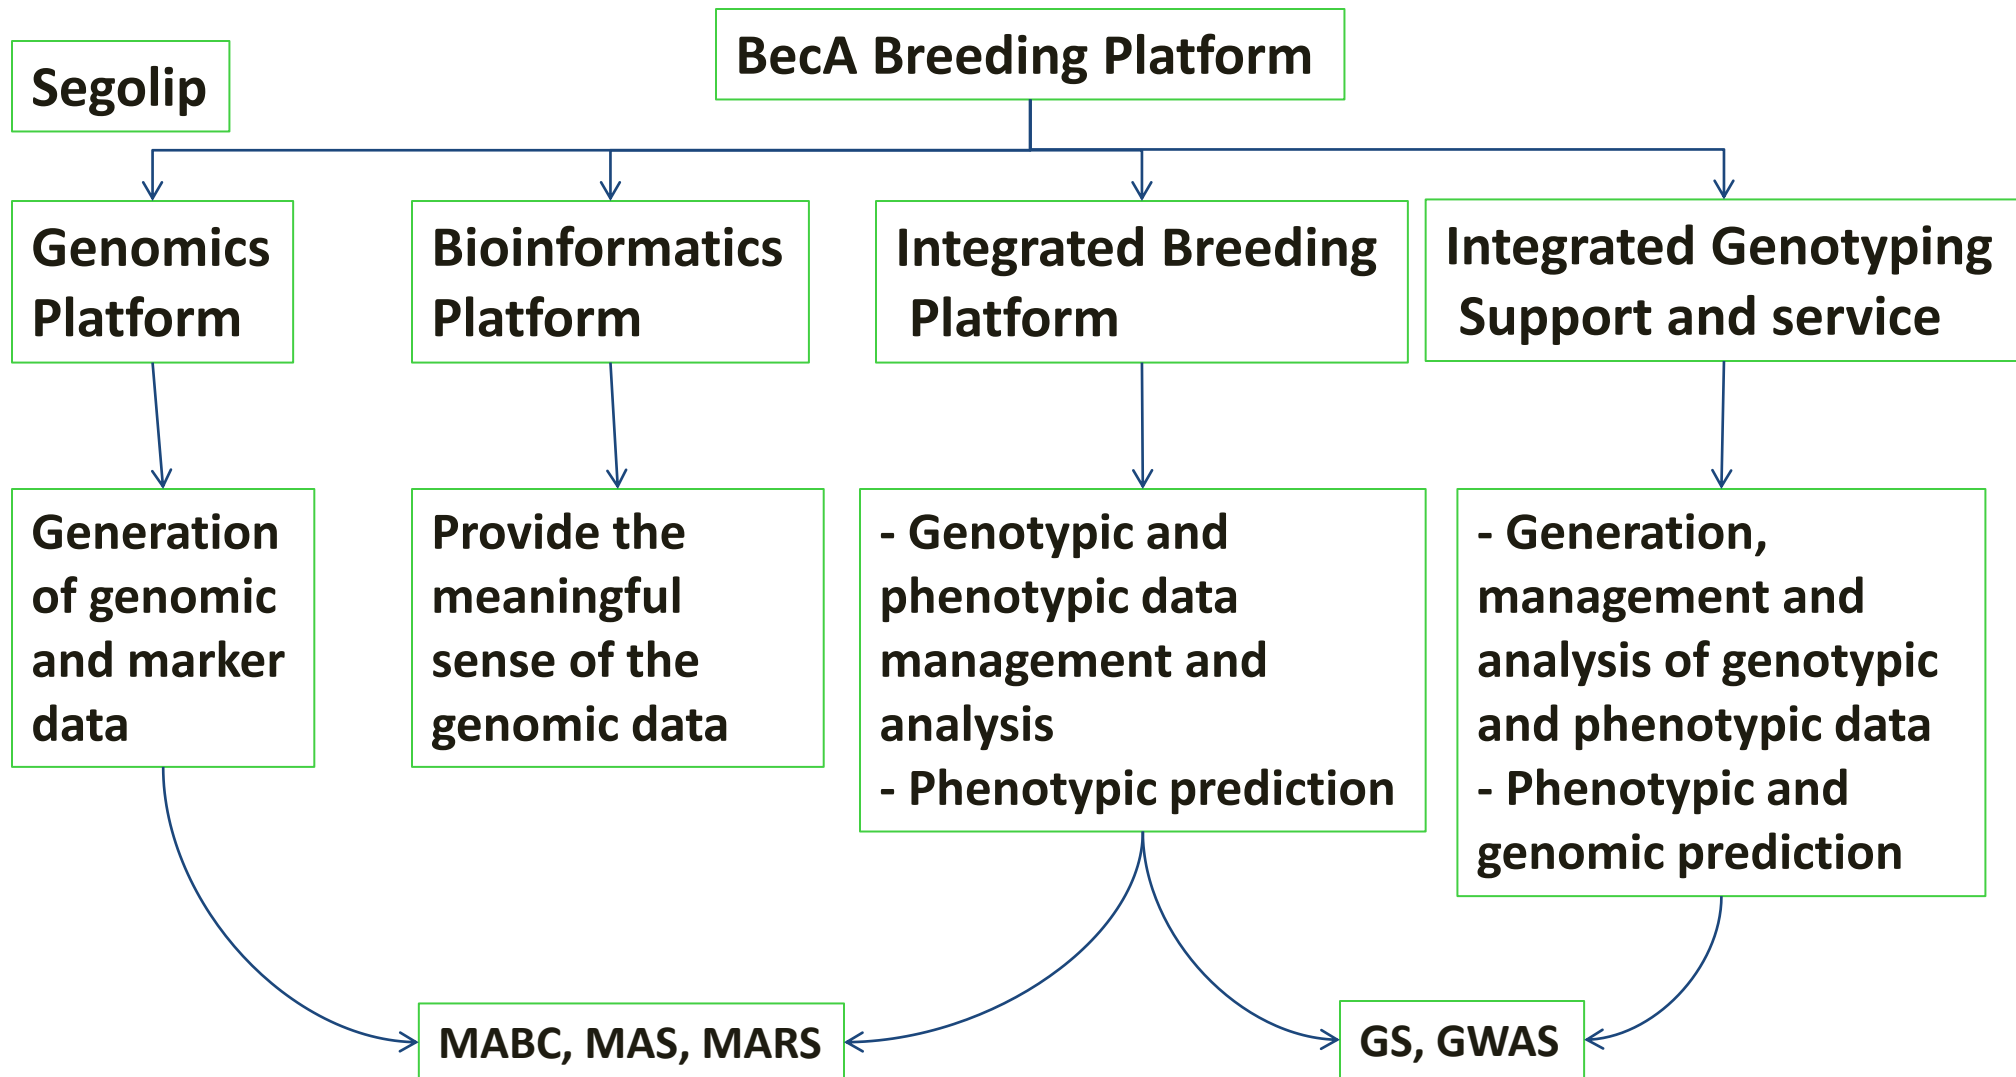 Segolip
BecA Breeding Platform
Genomics
Platform
Bioinformatics
Platform
Integrated Breeding
Platform
Integrated Genotyping
Support and service
Generation
of genomic
and marker
data
Provide the
meaningful
sense of the
genomic data
- Genotypic and
phenotypic data
management and
analysis
- Phenotypic prediction
- Generation,
management and
analysis of genotypic
and phenotypic data
- Phenotypic and
genomic prediction
MABC, MAS, MARS
GS, GWAS